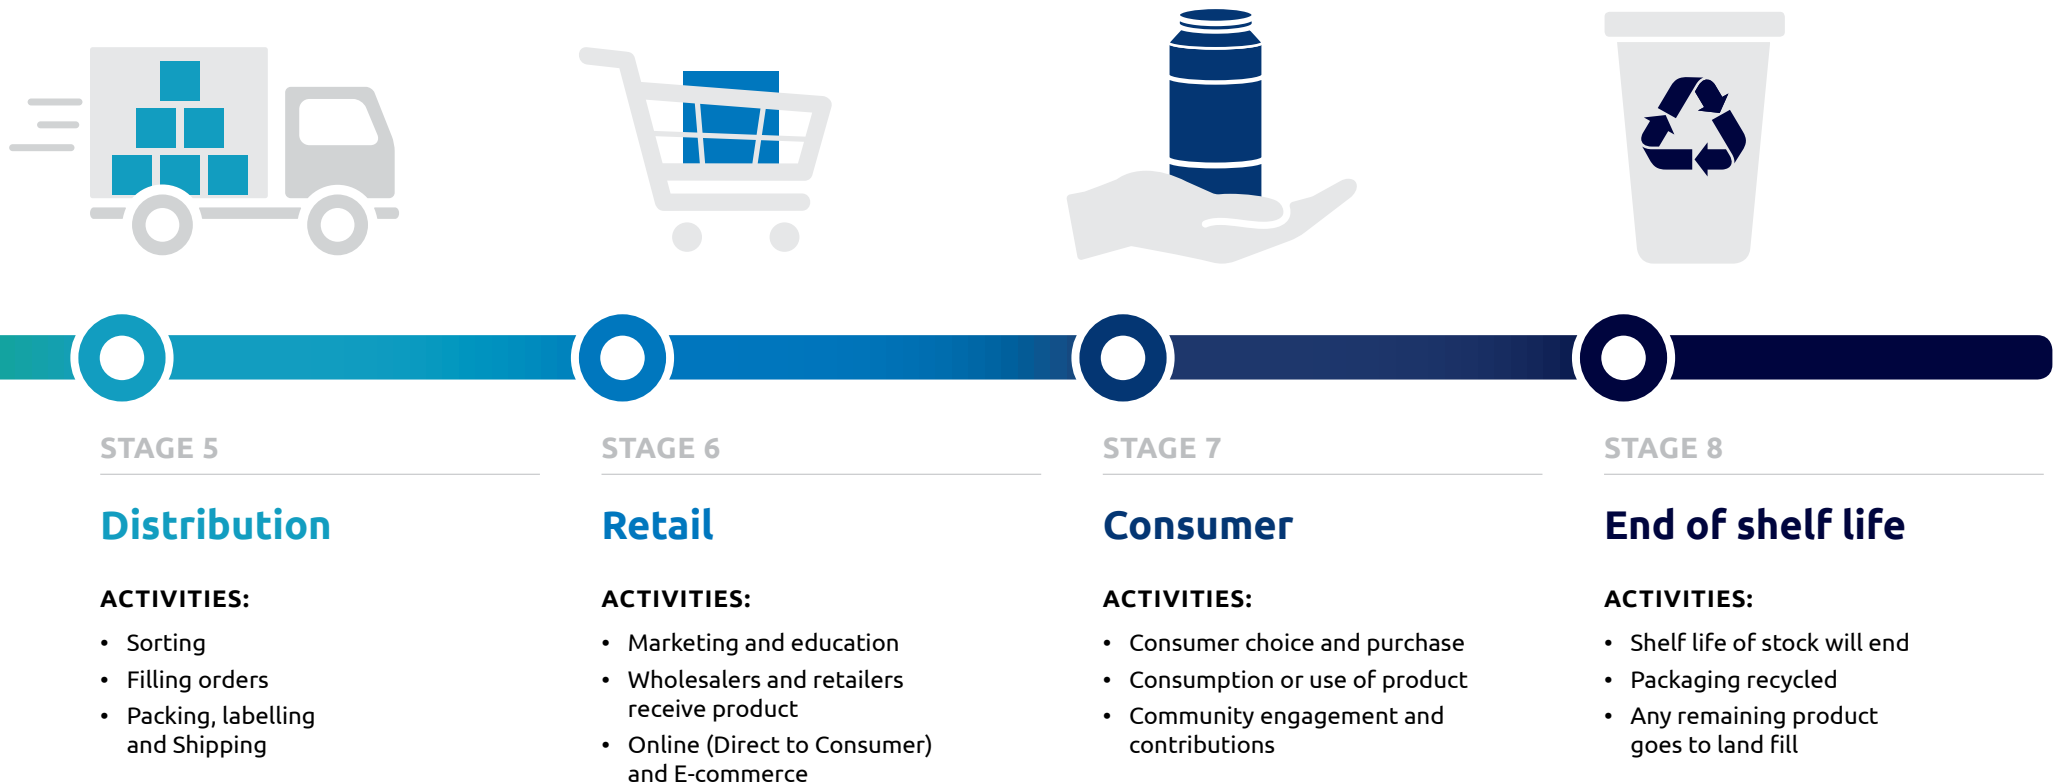 STAGE 5
Distribution
ACTIVITIES:
• Sorting
• Filling orders
• Packing, labelling
and Shipping
STAGE 6
Retail
ACTIVITIES:
• Marketing and education
• Wholesalers and retailers
receive product
• Online (Direct to Consumer)
and E-commerce
STAGE 7
Consumer
ACTIVITIES:
• Consumer choice and purchase
• Consumption or use of product
• Community engagement and
contributions
STAGE 8
End of shelf life
ACTIVITIES:
• Shelf life of stock will end
• Packaging recycled
• Any remaining product
goes to land fill